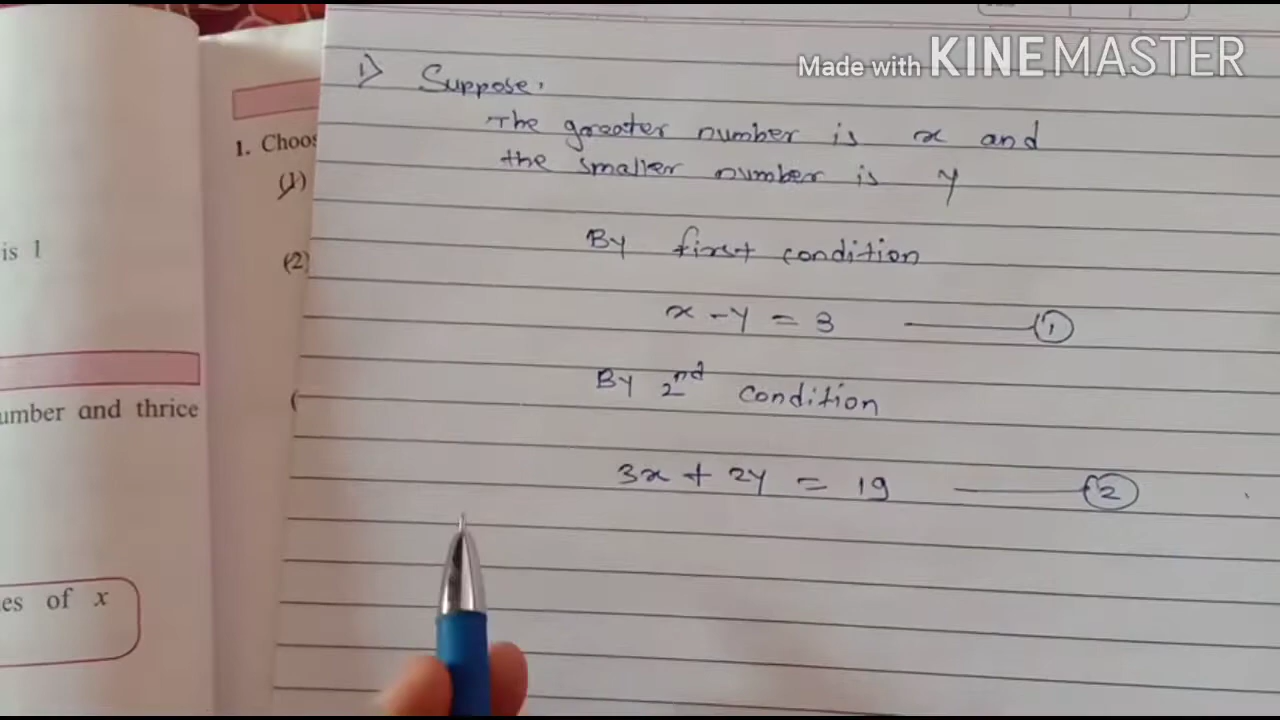 Made with KINEMASTER
is 1
umber and thrice
es of x
1. Choos
(1)
(2)
(
1) Suppose,
The greater number is x and
the smaller number is y
By first condition
x - y = 3 (1)
By 2nd condition
3x + 2y = 19 (2)